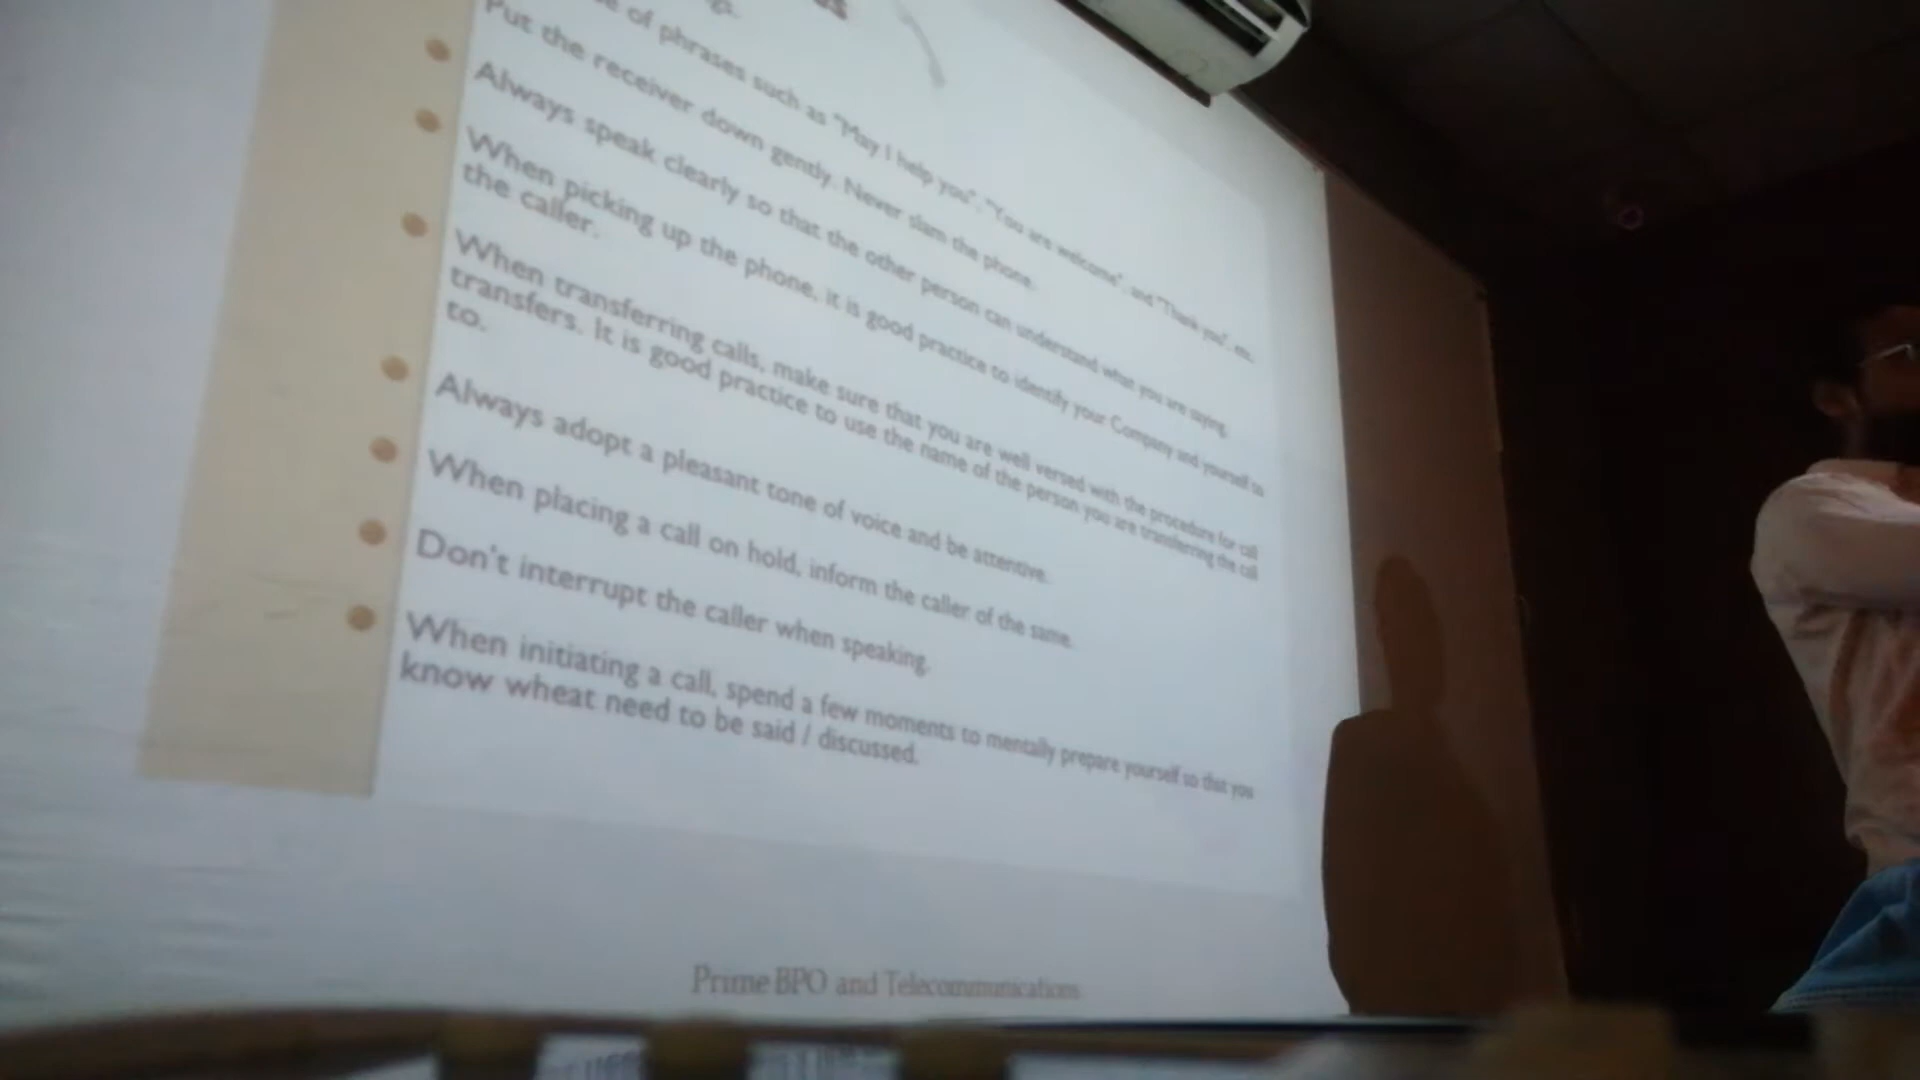 of phrases such as "May I help you", "You are welcome", and "Thank you", etc.
Put the receiver down gently. Never slam the phone.
Always speak clearly so that the other person can understand what you are saying.
When picking up the phone, it is good practice to identify your Company and yourself to
the caller.
When transferring calls, make sure that you are well versed with the procedure for call
transfers. It is good practice to use the name of the person you are transferring the call
to.
Always adopt a pleasant tone of voice and be attentive.
When placing a call on hold, inform the caller of the same.
Don't interrupt the caller when speaking.
When initiating a call, spend a few moments to mentally prepare yourself so that you
know wheat need to be said / discussed.
Prime BPO and Telecommunications